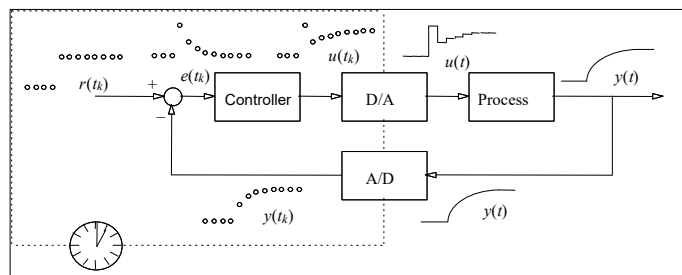 u(tₖ)
u(t)
y(t)
+
e(tₖ)
r(tₖ)
Controller
D/A
Process
−
A/D
y(tₖ)
y(t)